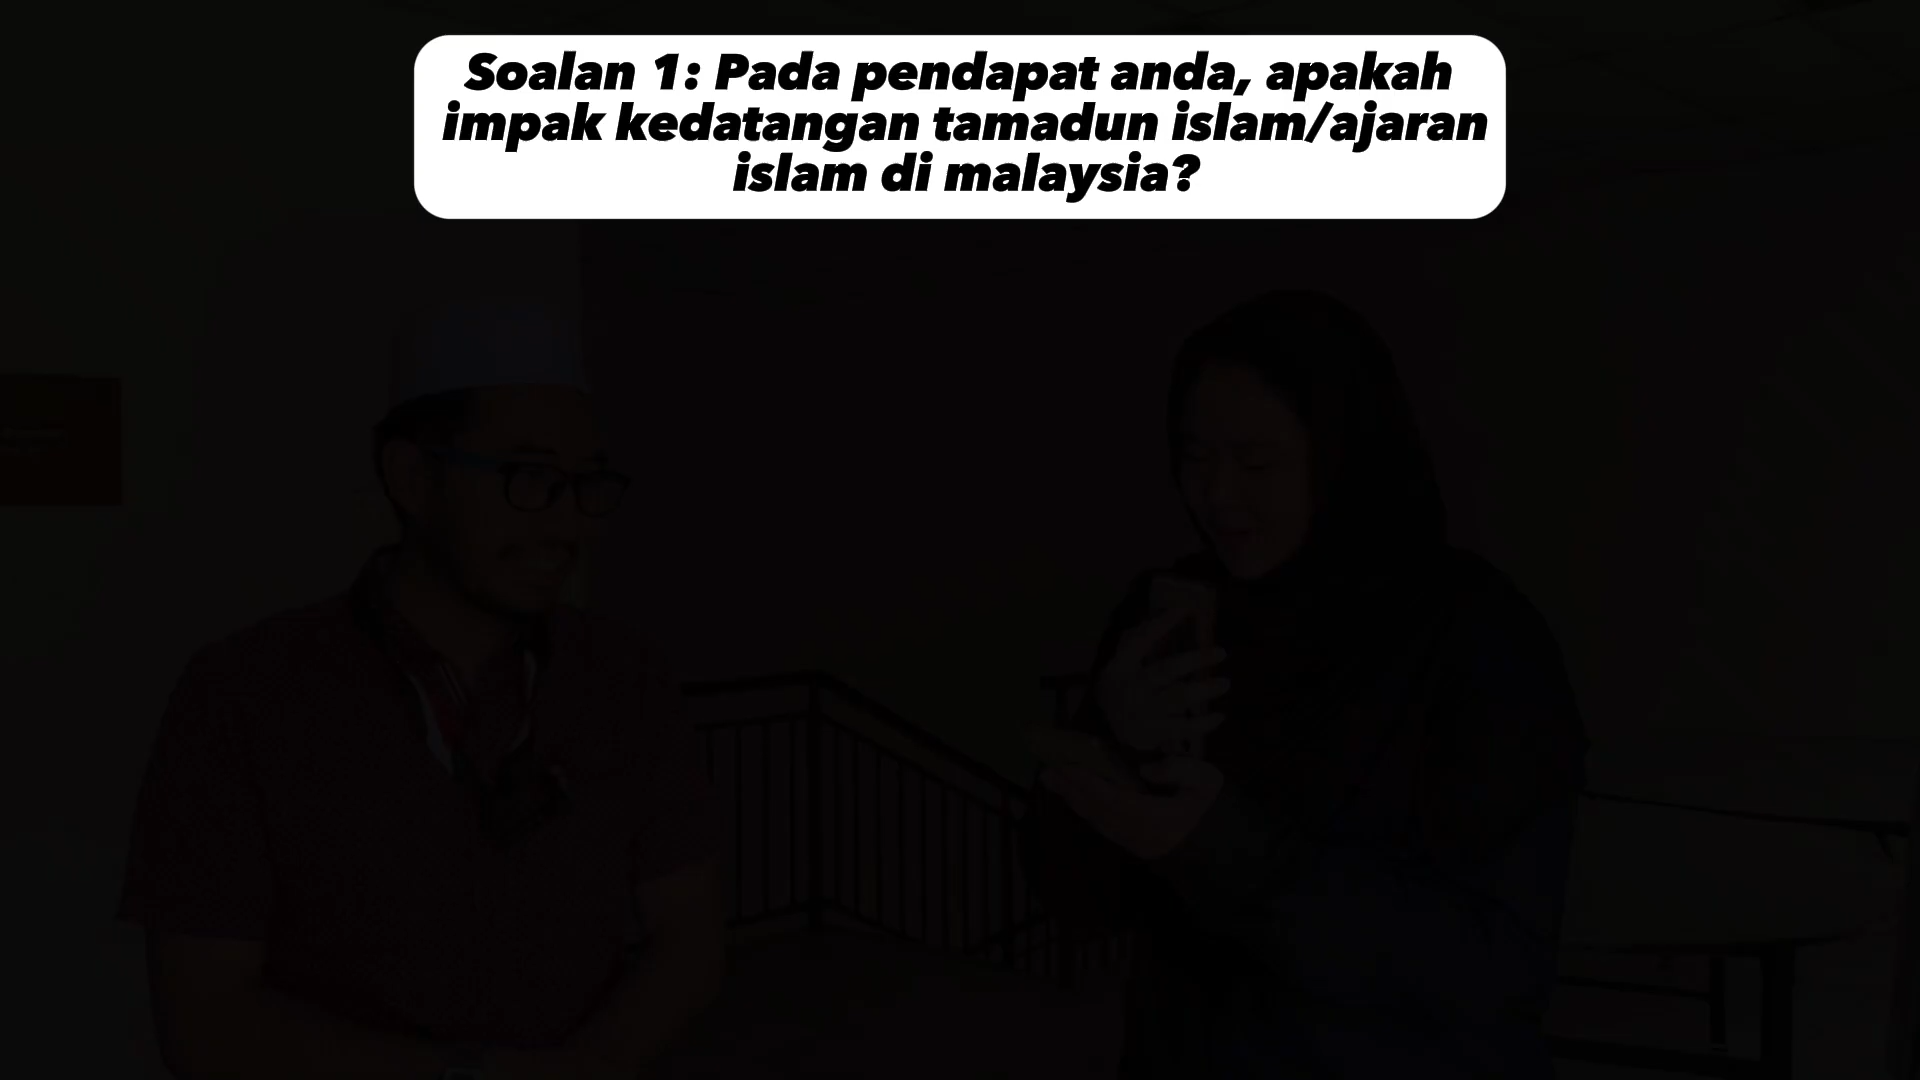 Soalan 1: Pada pendapat anda, apakah
impak kedatangan tamadun islam/ajaran
islam di malaysia?